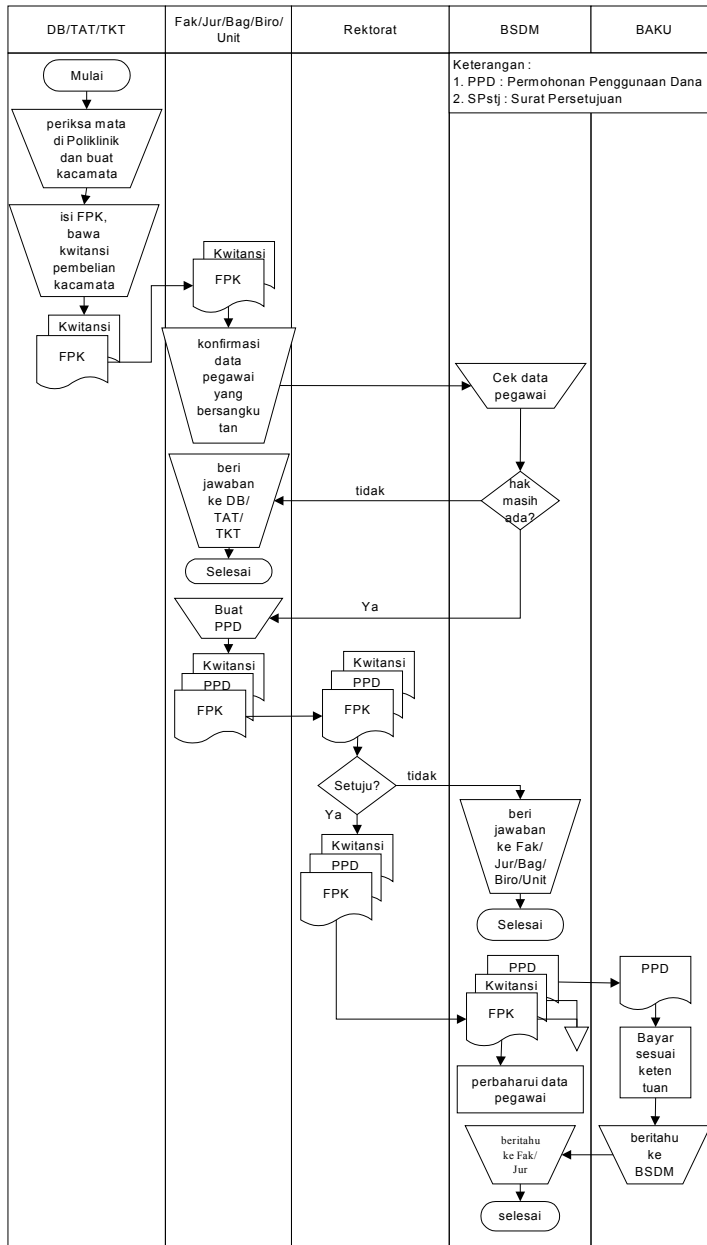 DB/TAT/TKT
Fak/Jur/Bag/Biro/
Unit
Rektorat
BSDM
BAKU
Keterangan :
1. PPD : Permohonan Penggunaan Dana
2. SPstj : Surat Persetujuan
Mulai
periksa mata
di Poliklinik
dan buat
kacamata
isi FPK,
bawa
kwitansi
pembelian
kacamata
Kwitansi
FPK
Kwitansi
FPK
konfirmasi
data
pegawai
yang
bersangku
tan
Cek data
pegawai
hak
masih
ada?
tidak
beri
jawaban
ke DB/
TAT/
TKT
Selesai
Ya
Buat
PPD
Kwitansi
PPD
FPK
Kwitansi
PPD
FPK
Setuju?
tidak
Ya
beri
jawaban
ke Fak/
Jur/Bag/
Biro/Unit
Selesai
Kwitansi
PPD
FPK
PPD
Kwitansi
FPK
PPD
Bayar
sesuai
keten
tuan
perbaharui data
pegawai
beritahu
ke
BSDM
beritahu
ke Fak/
Jur
selesai